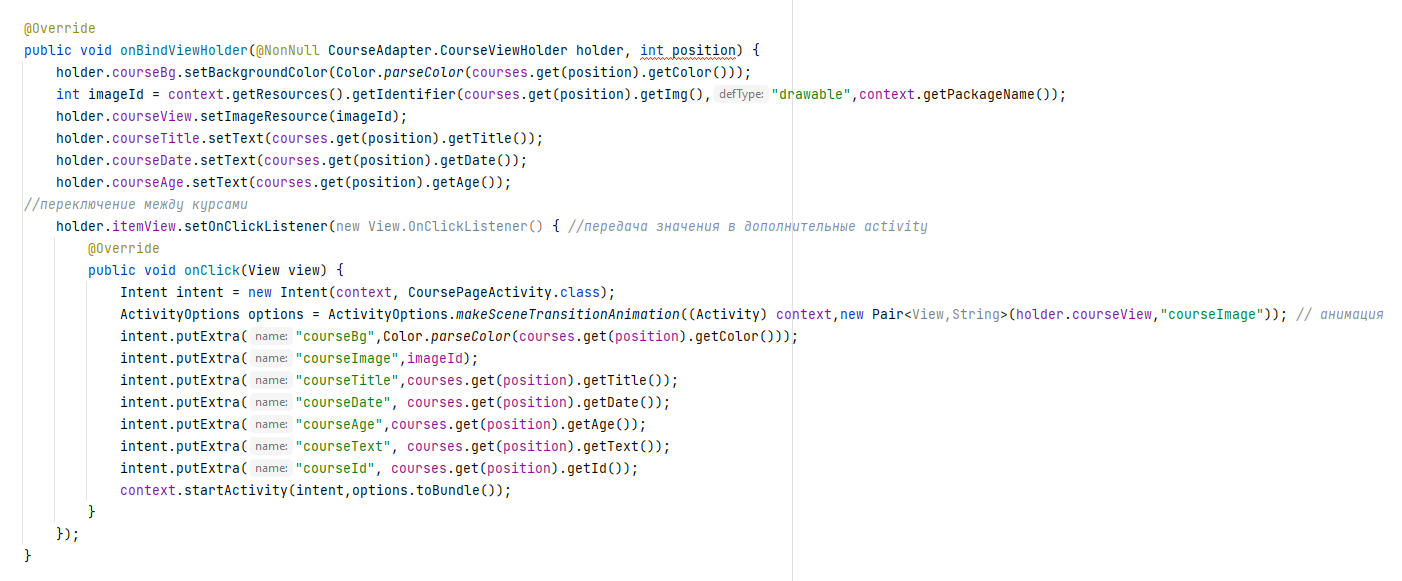 @Override
public void onBindViewHolder(@NonNull CourseAdapter.CourseViewHolder holder, int position) {
    holder.courseBg.setBackgroundColor(Color.parseColor(courses.get(position).getColor()));
    int imageId = context.getResources().getIdentifier(courses.get(position).getImg(), defType: "drawable",context.getPackageName());
    holder.courseView.setImageResource(imageId);
    holder.courseTitle.setText(courses.get(position).getTitle());
    holder.courseDate.setText(courses.get(position).getDate());
    holder.courseAge.setText(courses.get(position).getAge());
//переключение между курсами
    holder.itemView.setOnClickListener(new View.OnClickListener() { //передача значения в дополнительные activity
        @Override
        public void onClick(View view) {
            Intent intent = new Intent(context, CoursePageActivity.class);
            ActivityOptions options = ActivityOptions.makeSceneTransitionAnimation((Activity) context,new Pair<View,String>(holder.courseView,"courseImage")); // анимация
            intent.putExtra( name: "courseBg",Color.parseColor(courses.get(position).getColor()));
            intent.putExtra( name: "courseImage",imageId);
            intent.putExtra( name: "courseTitle",courses.get(position).getTitle());
            intent.putExtra( name: "courseDate", courses.get(position).getDate());
            intent.putExtra( name: "courseAge",courses.get(position).getAge());
            intent.putExtra( name: "courseText", courses.get(position).getText());
            intent.putExtra( name: "courseId", courses.get(position).getId());
            context.startActivity(intent,options.toBundle());
        }
    });
}